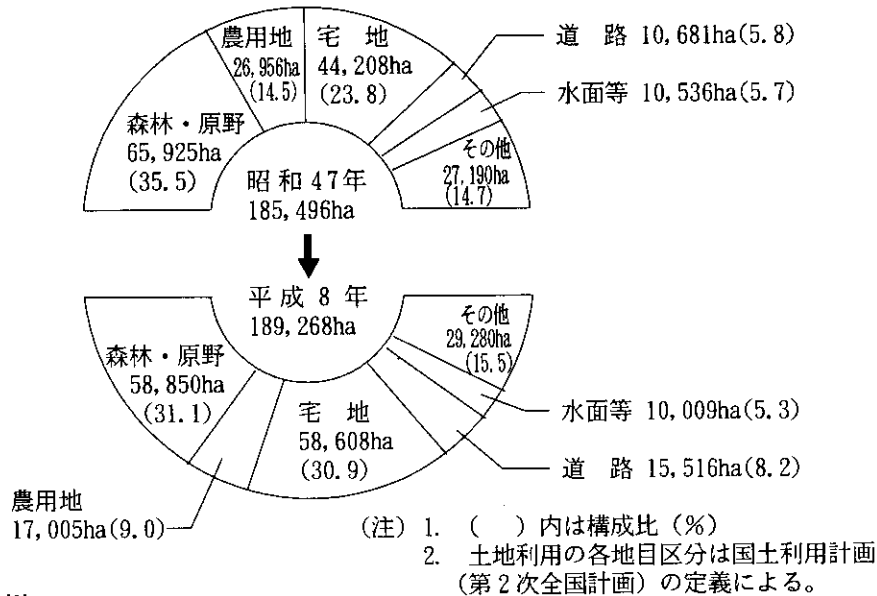 農用地
26,956ha
(14.5)
宅 地
44,208ha
(23.8)
道 路 10,681ha(5.8)
水面等 10,536ha(5.7)
森林・原野
65,925ha
(35.5)
その他
27,190ha
(14.7)
昭和47年
185,496ha
平成 8 年
189,268ha
その他
29,280ha
(15.5)
森林・原野
58,850ha
(31.1)
宅 地
58,608ha
(30.9)
水面等 10,009ha(5.3)
道 路 15,516ha(8.2)
農用地
17,005ha(9.0)
(注) 1. ( )内は構成比(%)
2. 土地利用の各地目区分は国土利用計画
(第2次全国計画)の定義による。